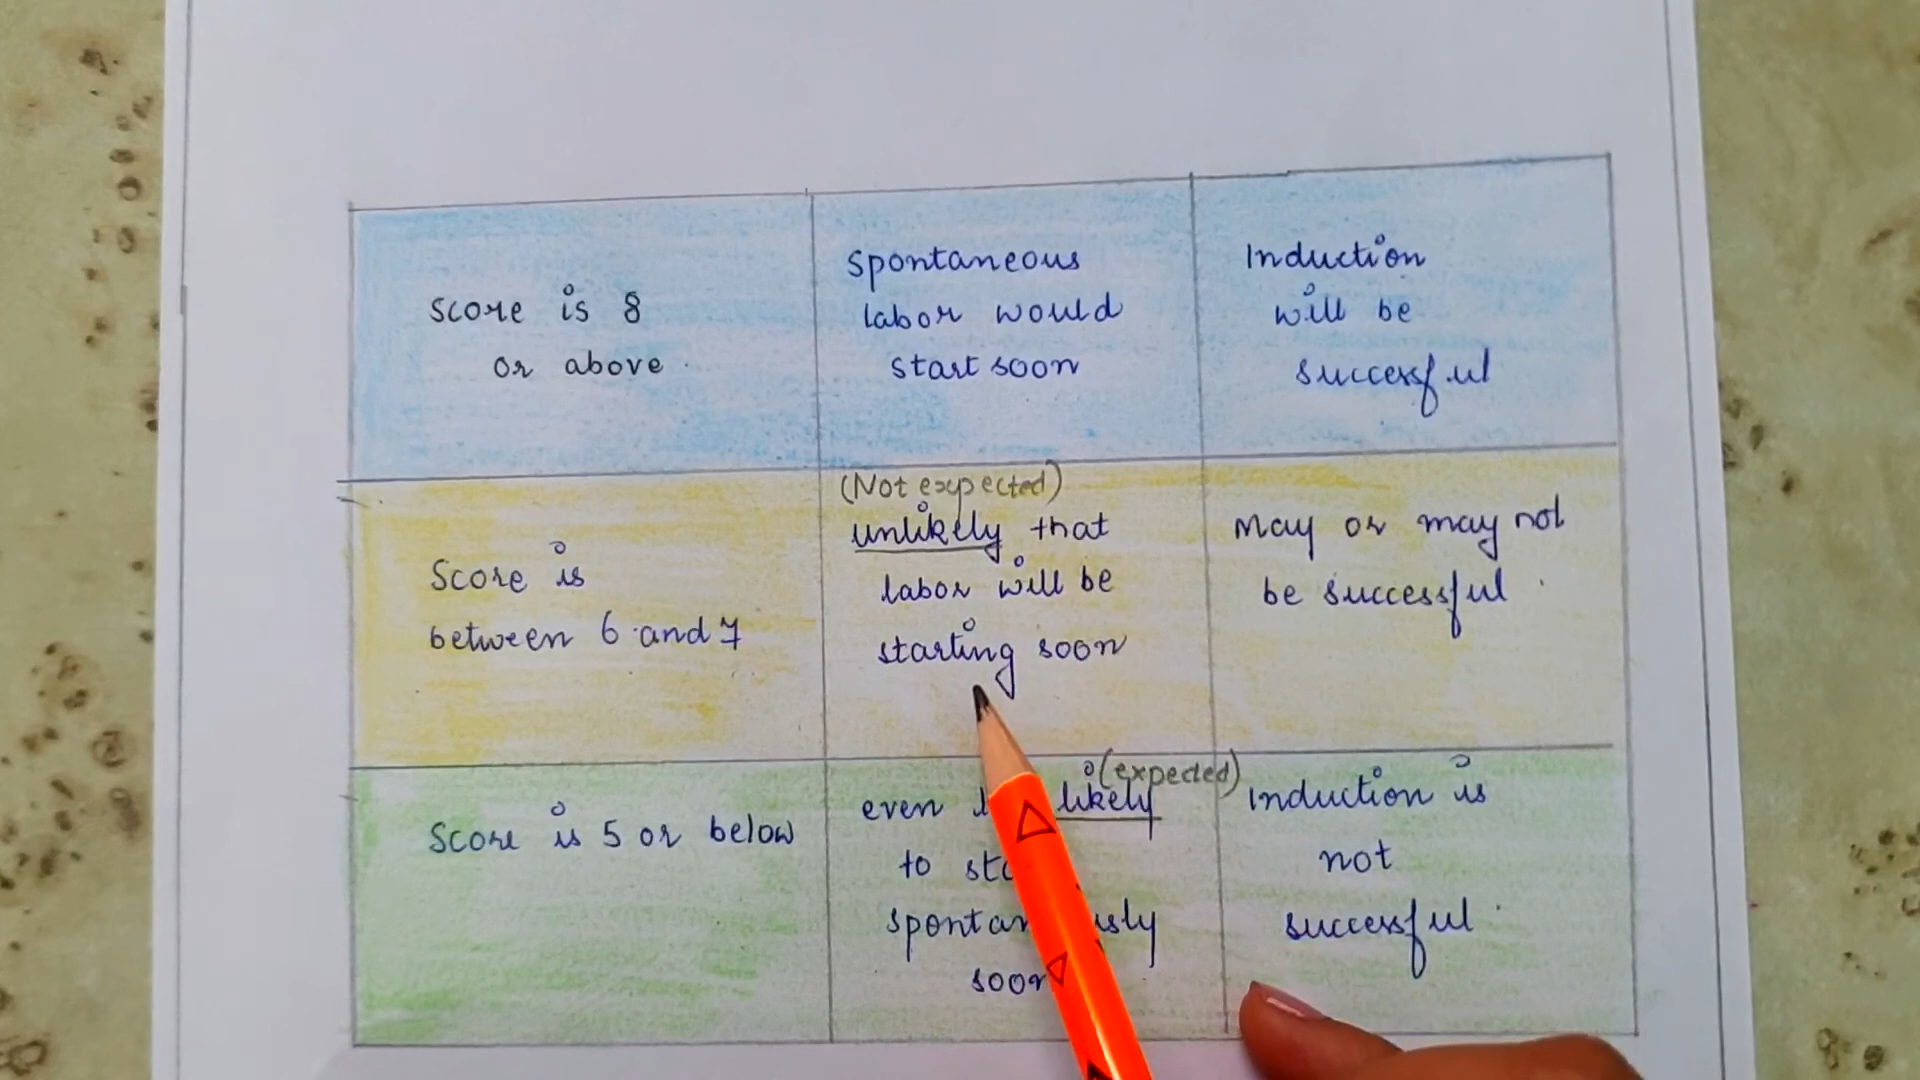 Score is 8
or above.
Spontaneous
labor would
start soon
Induction
will be
successful
Score is
between 6 and 7
(Not expected)
unlikely that
labor will be
starting soon
May or may not
be successful.
Score is 5 or below
(expected)
even likely
to
soon
Induction is
not
successful.